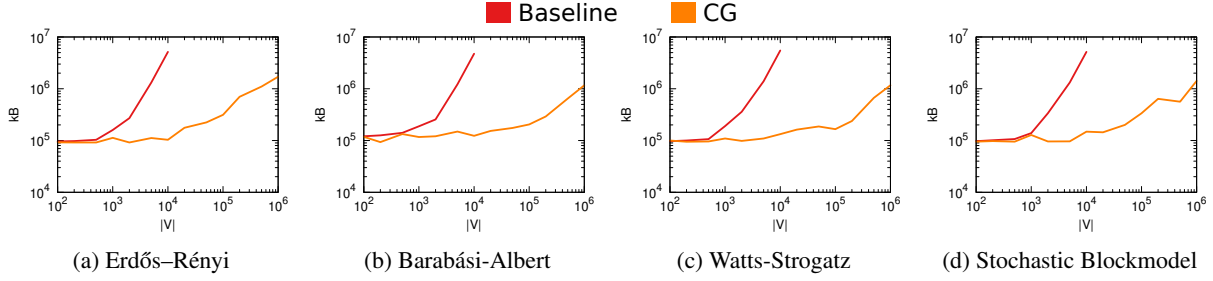 Baseline CG
10^7
10^6
10^5
10^4
kB
10^2 10^3 10^4 10^5 10^6
|V|
(a) Erdős–Rényi
10^7
10^6
10^5
10^4
kB
10^2 10^3 10^4 10^5 10^6
|V|
(b) Barabási-Albert
10^7
10^6
10^5
10^4
kB
10^2 10^3 10^4 10^5 10^6
|V|
(c) Watts-Strogatz
10^7
10^6
10^5
10^4
kB
10^2 10^3 10^4 10^5 10^6
|V|
(d) Stochastic Blockmodel